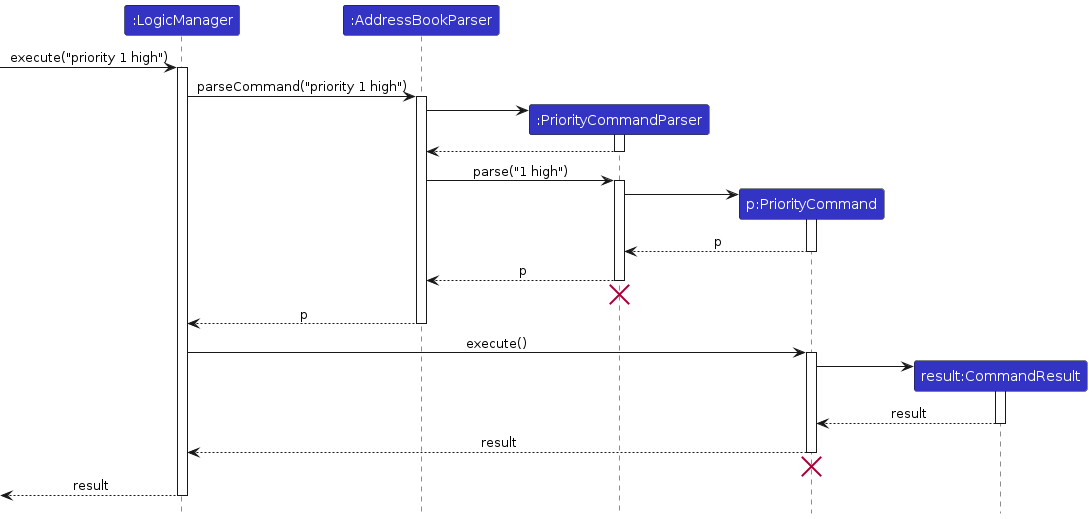 :LogicManager
:AddressBookParser
execute("priority 1 high")
parseCommand("priority 1 high")
:PriorityCommandParser
parse("1 high")
p:PriorityCommand
p
p
p
execute()
result:CommandResult
result
result
result